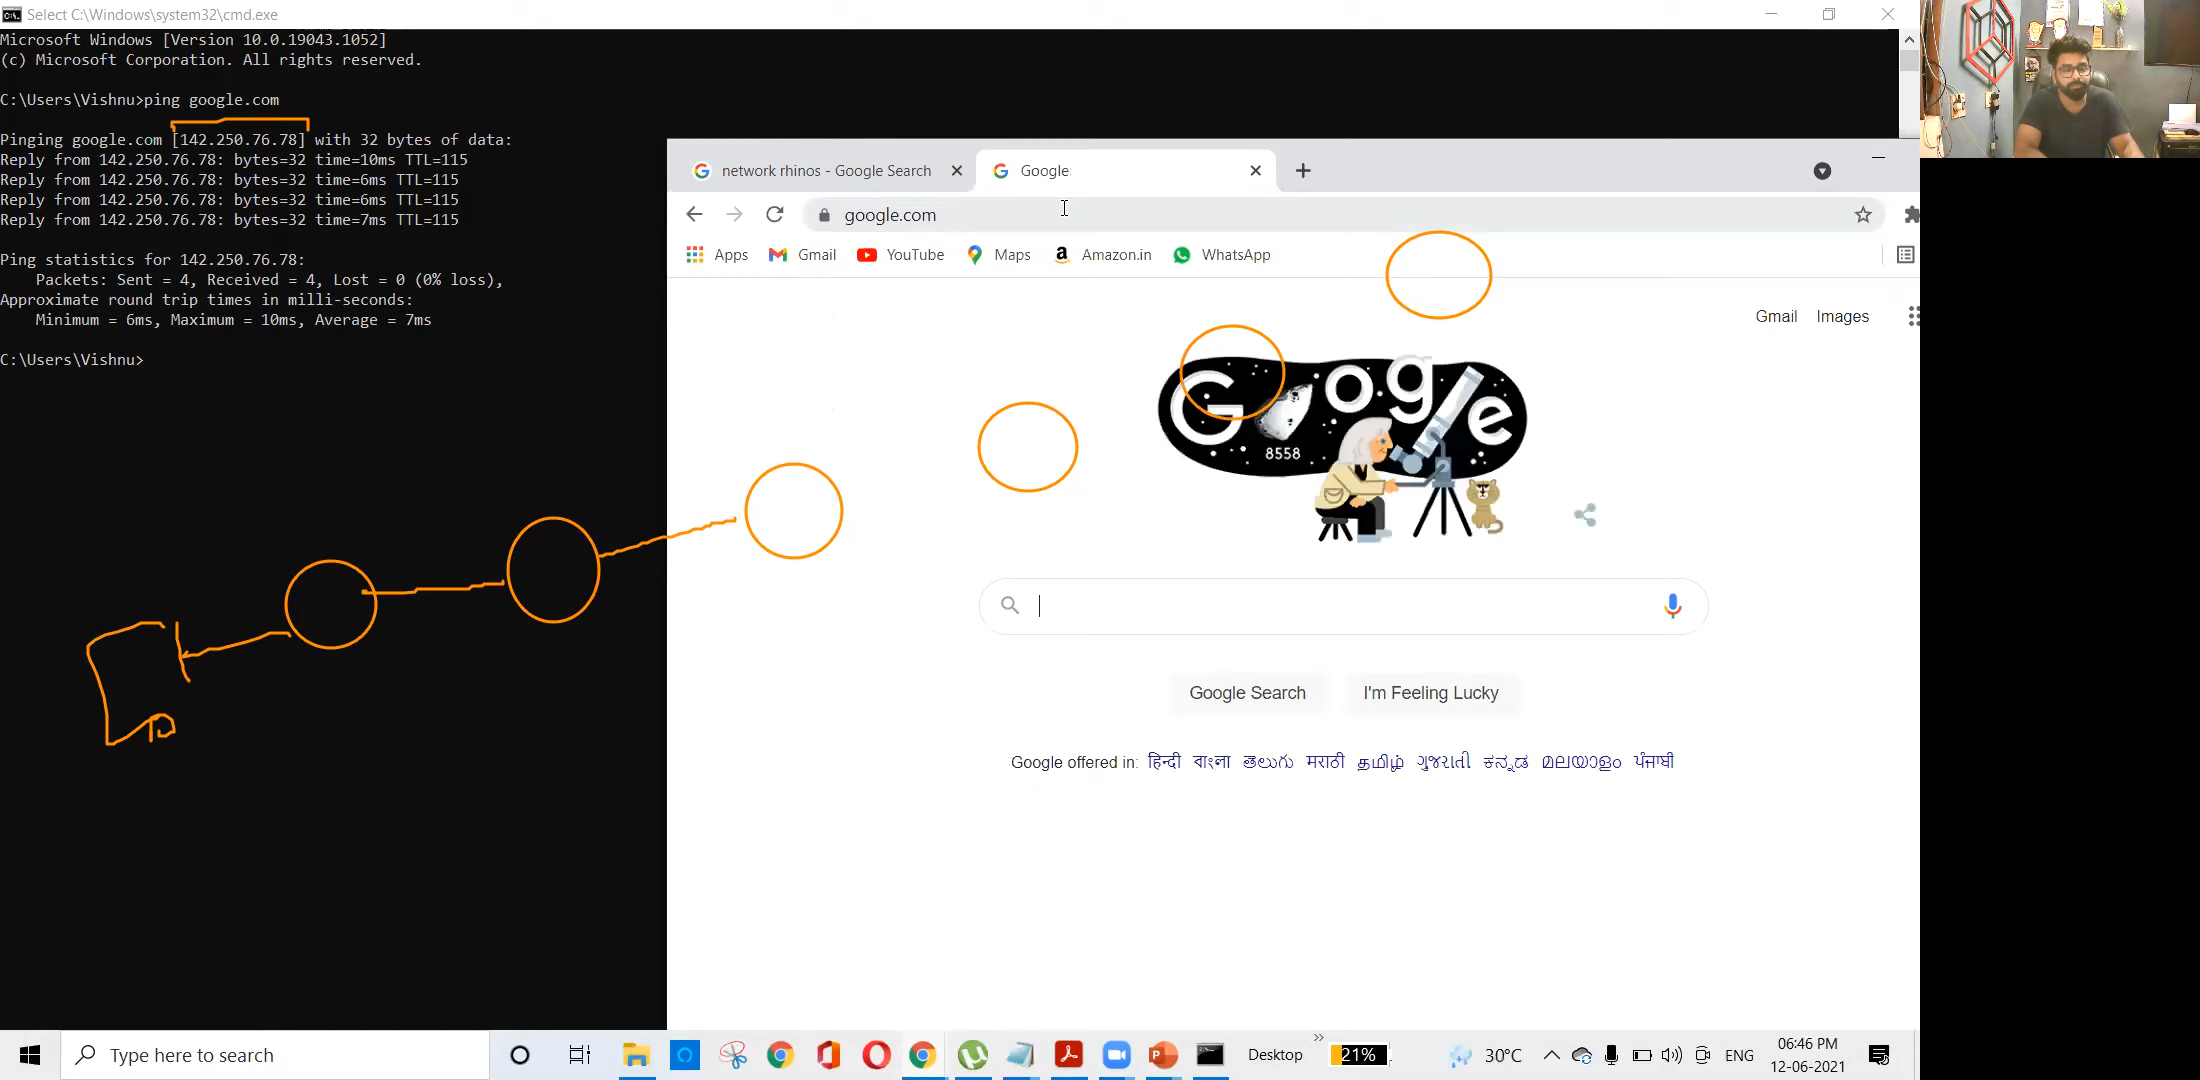 Select C:\Windows\system32\cmd.exe
Microsoft Windows [Version 10.0.19043.1052]
(c) Microsoft Corporation. All rights reserved.
C:\Users\Vishnu>ping google.com
Pinging google.com [142.250.76.78] with 32 bytes of data:
Reply from 142.250.76.78: bytes=32 time=10ms TTL=115
Reply from 142.250.76.78: bytes=32 time=6ms TTL=115
Reply from 142.250.76.78: bytes=32 time=6ms TTL=115
Reply from 142.250.76.78: bytes=32 time=7ms TTL=115
Ping statistics for 142.250.76.78:
Packets: Sent = 4, Received = 4, Lost = 0 (0% loss),
Approximate round trip times in milli-seconds:
Minimum = 6ms, Maximum = 10ms, Average = 7ms
C:\Users\Vishnu>
network rhinos - Google Search
Google
google.com
Apps Gmail YouTube Maps Amazon.in WhatsApp
Gmail Images
Google
8558
Google Search I'm Feeling Lucky
Google offered in: हिन्दी বাংলা తెలుగు मराठी தமிழ் ગુજરાતી ಕನ್ನಡ മലയാളം ਪੰਜਾਬੀ
Type here to search
Desktop 21% 30°C ENG 06:46 PM
12-06-2021